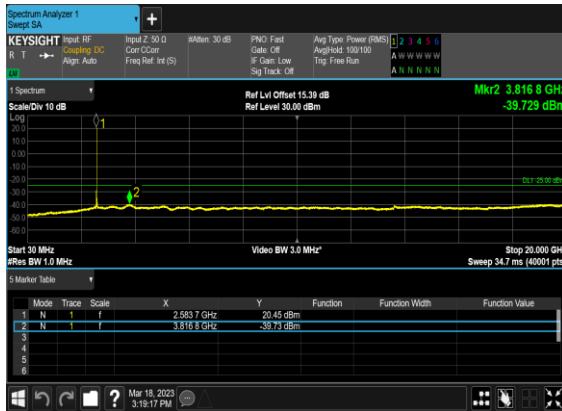 Spectrum Analyzer 1
Swept SA
+
KEYSIGHT Input: RF Input Z: 50 Ω #Atten: 30 dB PNO: Fast Avg Type: Power (RMS) 1 2 3 4 5 6
R T Coupling: DC Corr CCorr Gate: Off Avg|Hold: 100/100 A W W W W W
Align: Auto Freq Ref: Int (S) IF Gain: Low Trig: Free Run
Sig Track: Off A N N N N N
1 Spectrum Ref Lvl Offset 15.39 dB Mkr2 3.816 8 GHz
Scale/Div 10 dB Ref Level 30.00 dBm -39.729 dBm
Log
20.0
10.0
0.00
-10.0
-20.0
-30.0
-40.0
-50.0
-60.0
1
2
DL1 -25.00 dBm
Start 30 MHz Video BW 3.0 MHz* Stop 20.000 GHz
#Res BW 1.0 MHz Sweep 34.7 ms (40001 pts)
5 Marker Table
Mode Trace Scale X Y Function Function Width Function Value
1 N 1 f 2.583 7 GHz 20.45 dBm
2 N 1 f 3.816 8 GHz -39.73 dBm
3
4
5
6
? Mar 18, 2023
3:19:17 PM